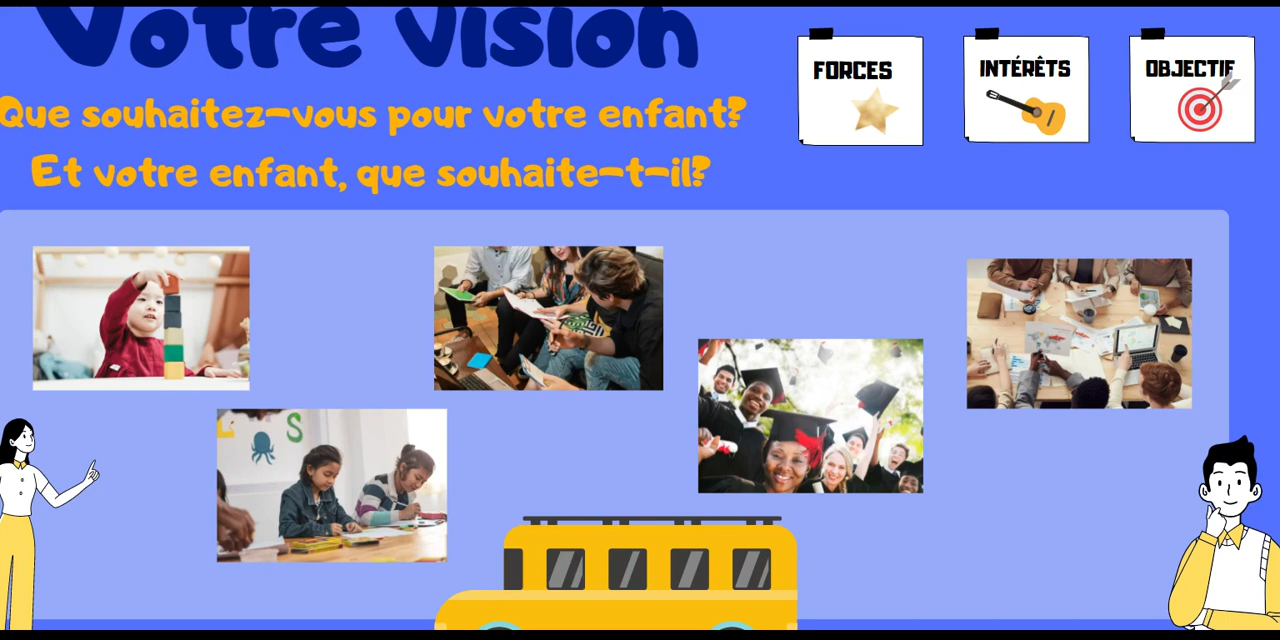 Votre vision
Que souhaitez-vous pour votre enfant?
Et votre enfant, que souhaite-t-il?
FORCES
INTÉRÊTS
OBJECTIF
S